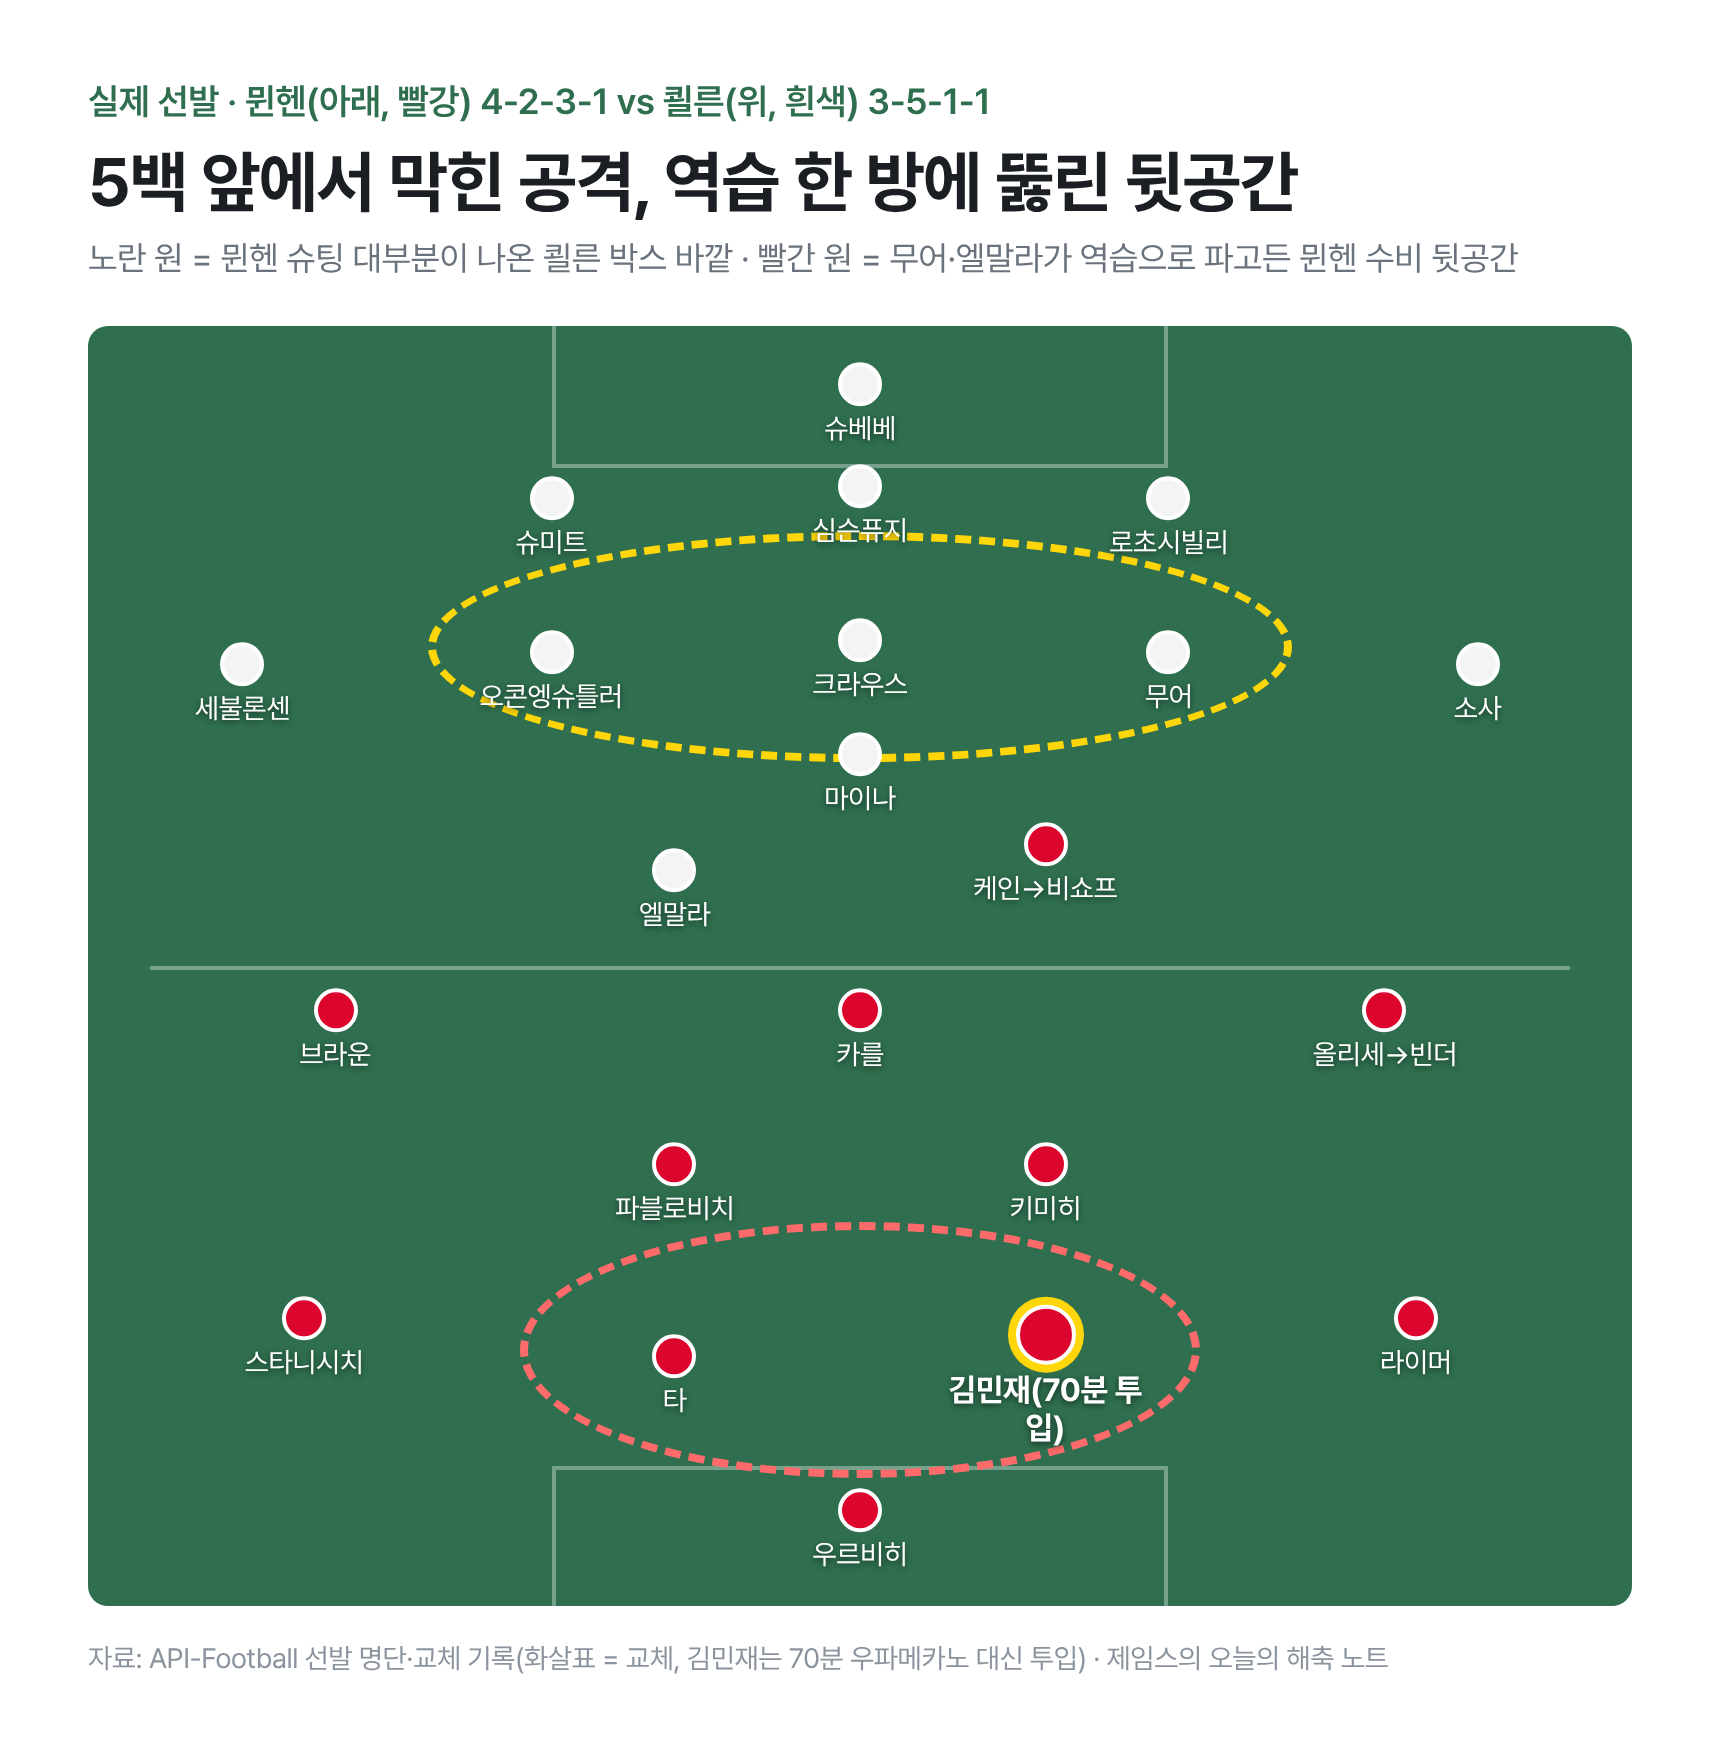 실제 선발 · 뮌헨(아래, 빨강) 4-2-3-1 vs 쾰른(위, 흰색) 3-5-1-1
5백 앞에서 막힌 공격, 역습 한 방에 뚫린 뒷공간
노란 원 = 뮌헨 슈팅 대부분이 나온 쾰른 박스 바깥 · 빨간 원 = 무어·엘말라가 역습으로 파고든 뮌헨 수비 뒷공간
슈베베
슈미트
심슨퓨지
로초시빌리
세불론센
오콘엥슈틀러
크라우스
무어
소사
마이나
엘말라
케인→비쇼프
브라운
카를
올리세→빈더
파블로비치
키미히
스타니시치
타
김민재(70분 투
입)
라이머
우르비히
자료: API-Football 선발 명단·교체 기록(화살표 = 교체, 김민재는 70분 우파메카노 대신 투입) · 제임스의 오늘의 해축 노트